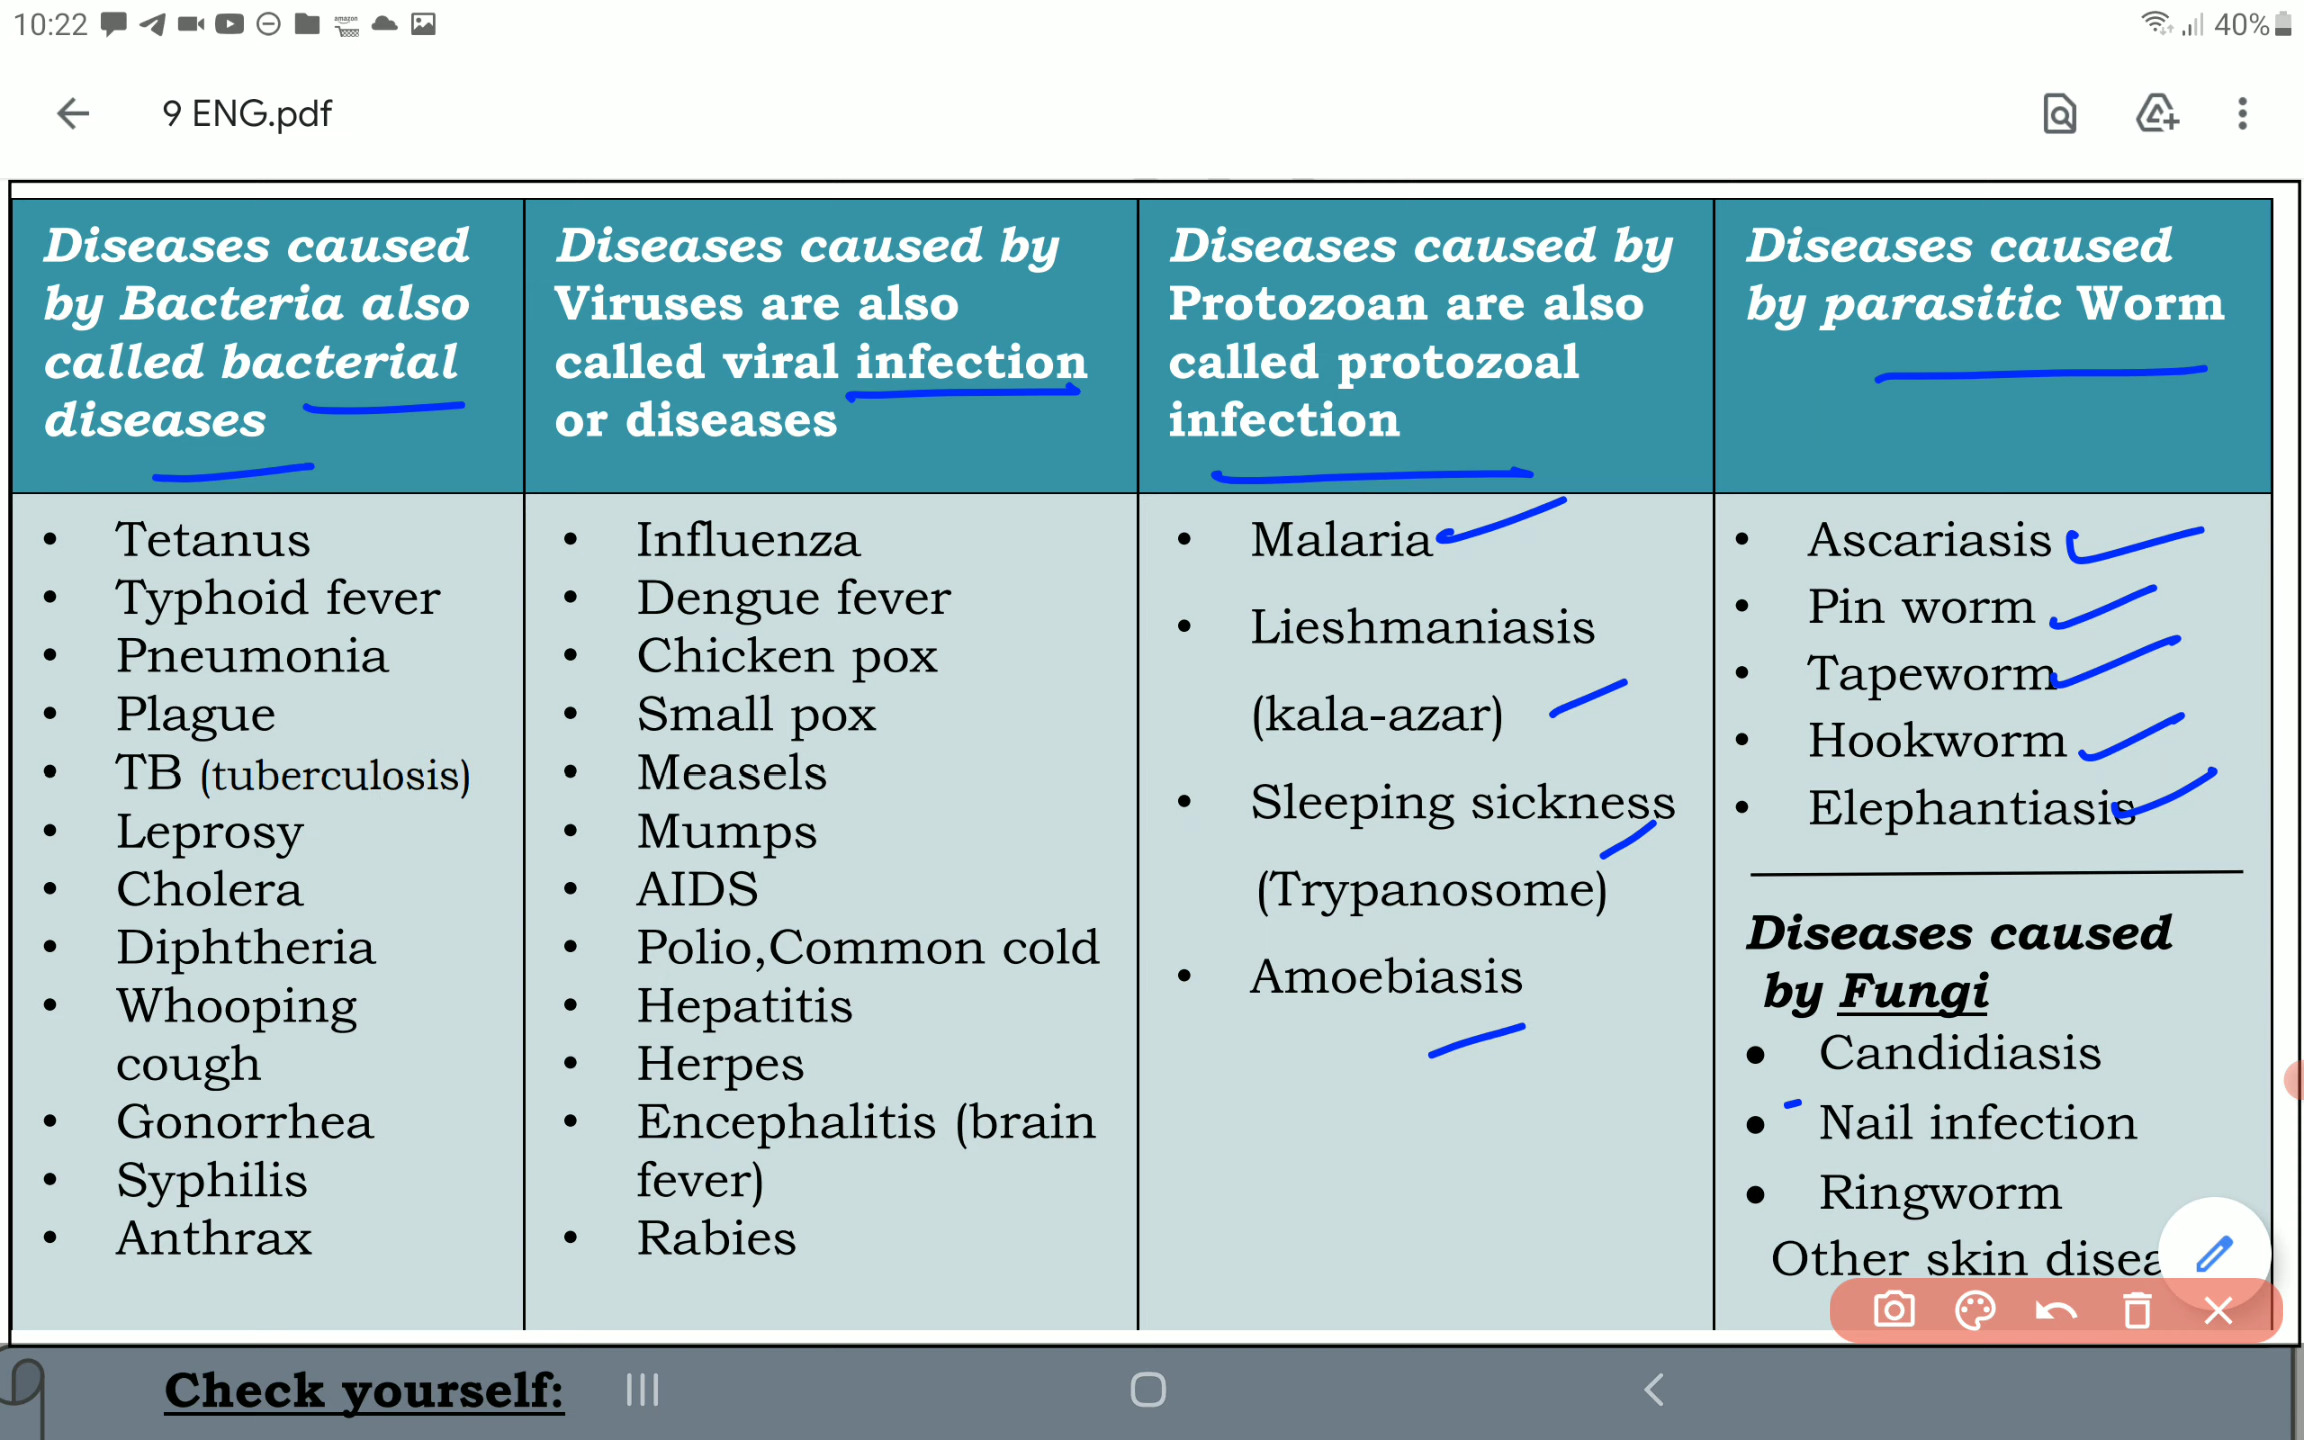 10:22
40%
9 ENG.pdf
Diseases caused
by Bacteria also
called bacterial
diseases
Diseases caused by
Viruses are also
called viral infection
or diseases
Diseases caused by
Protozoan are also
called protozoal
infection
Diseases caused
by parasitic Worm
• Tetanus
• Typhoid fever
• Pneumonia
• Plague
• TB (tuberculosis)
• Leprosy
• Cholera
• Diphtheria
• Whooping
cough
• Gonorrhea
• Syphilis
• Anthrax
• Influenza
• Dengue fever
• Chicken pox
• Small pox
• Measels
• Mumps
• AIDS
• Polio,Common cold
• Hepatitis
• Herpes
• Encephalitis (brain
fever)
• Rabies
• Malaria
• Lieshmaniasis
(kala-azar)
• Sleeping sickness
(Trypanosome)
• Amoebiasis
• Ascariasis
• Pin worm
• Tapeworm
• Hookworm
• Elephantiasis
Diseases caused
by Fungi
• Candidiasis
• Nail infection
• Ringworm
Other skin disea
Check yourself: